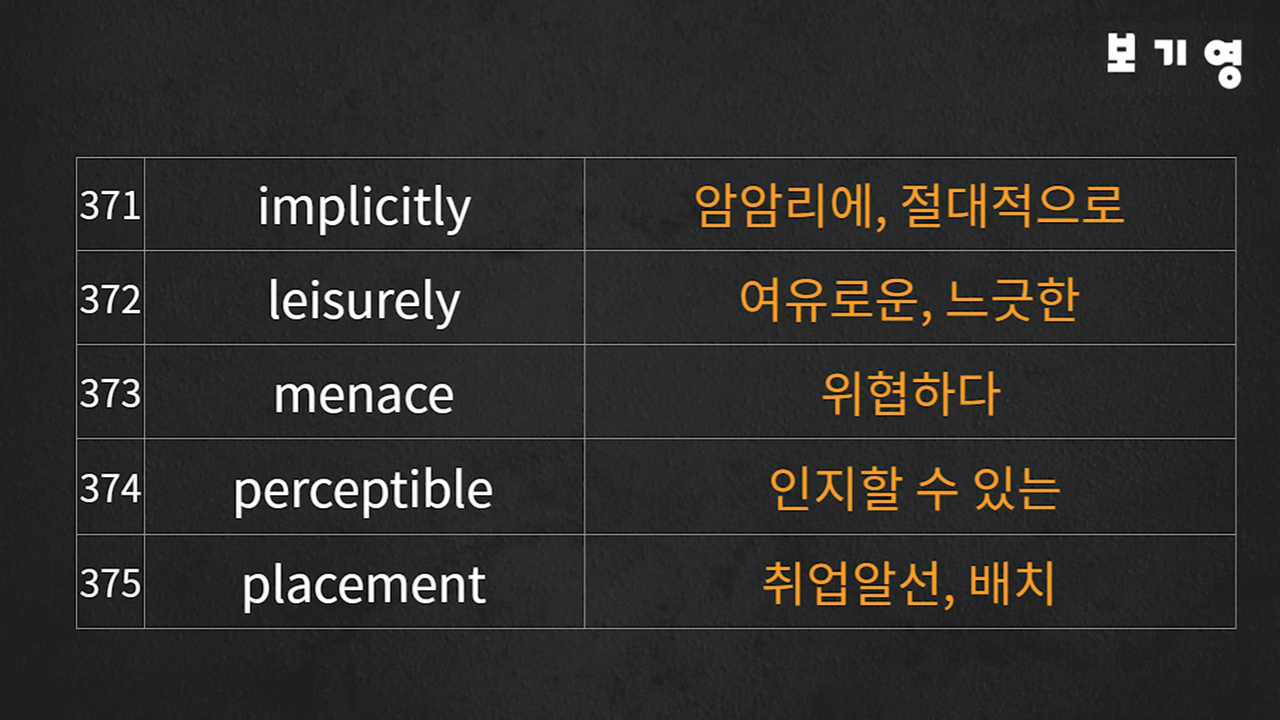 보기영
371 implicitly 암암리에, 절대적으로
372 leisurely 여유로운, 느긋한
373 menace 위협하다
374 perceptible 인지할 수 있는
375 placement 취업알선, 배치